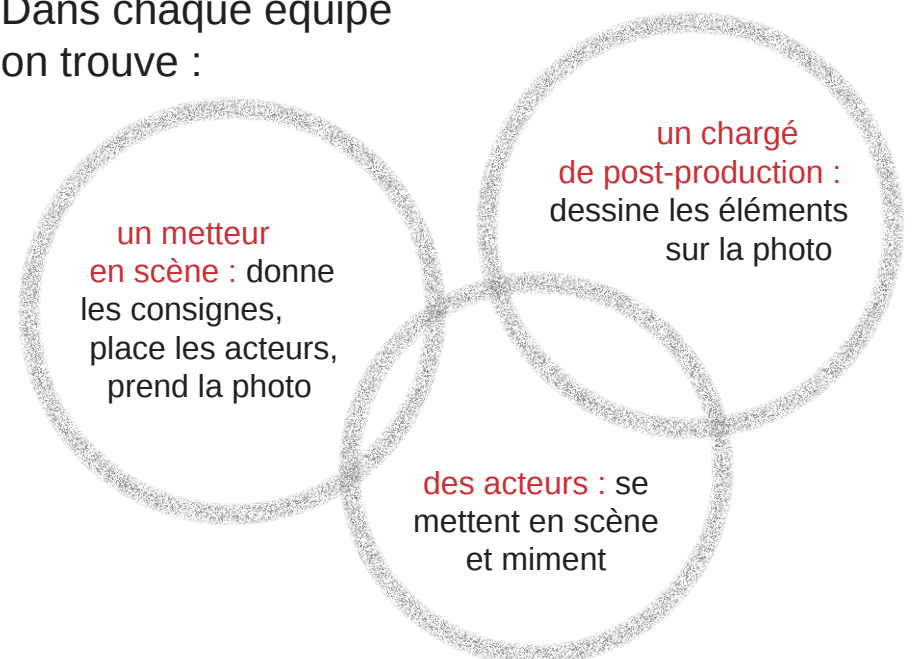 Dans chaque équipe
on trouve :
un metteur
en scène : donne
les consignes,
place les acteurs,
prend la photo
un chargé
de post-production :
dessine les éléments
sur la photo
des acteurs : se
mettent en scène
et miment